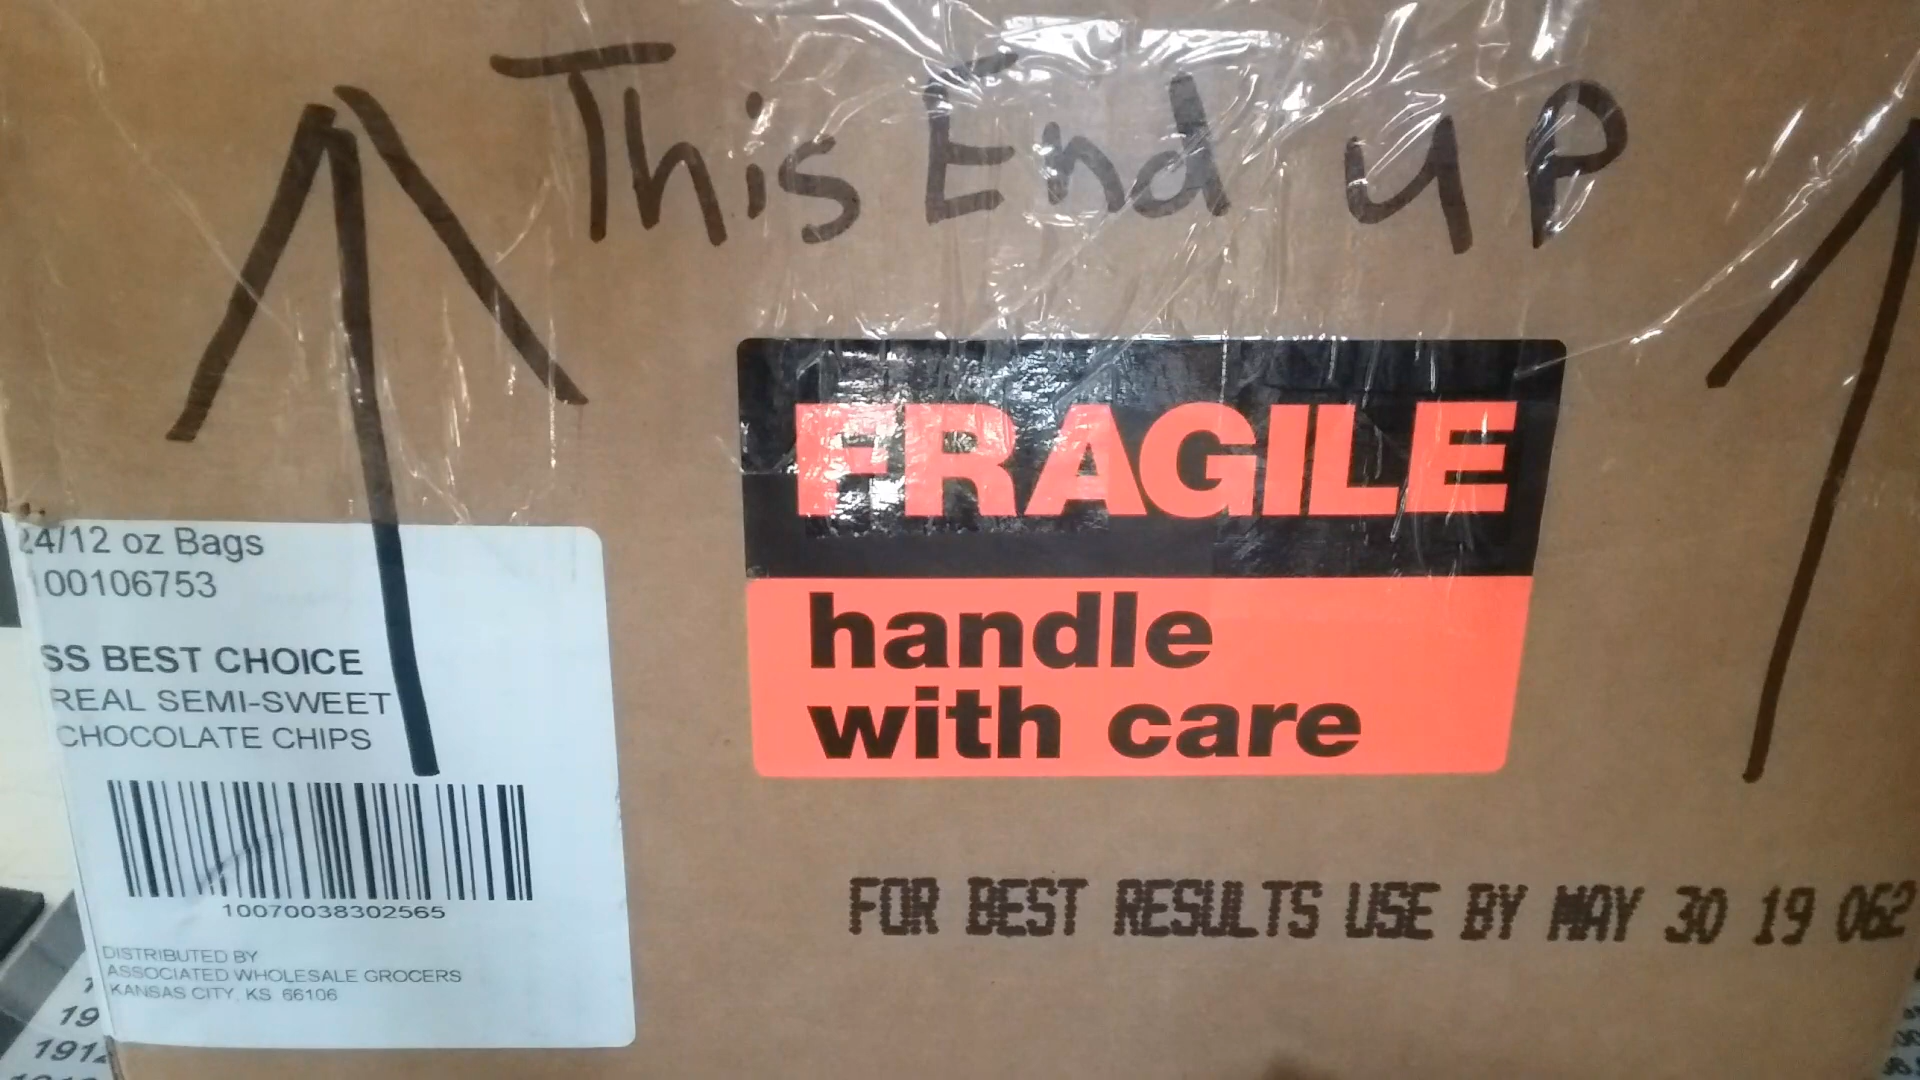 This End up
FRAGILE
handle
with care
24/12 oz Bags
100106753
SS BEST CHOICE
REAL SEMI-SWEET
CHOCOLATE CHIPS
10070038302565
DISTRIBUTED BY
ASSOCIATED WHOLESALE GROCERS
KANSAS CITY, KS 66106
FOR BEST RESULTS USE BY MAY 30 19 062
19